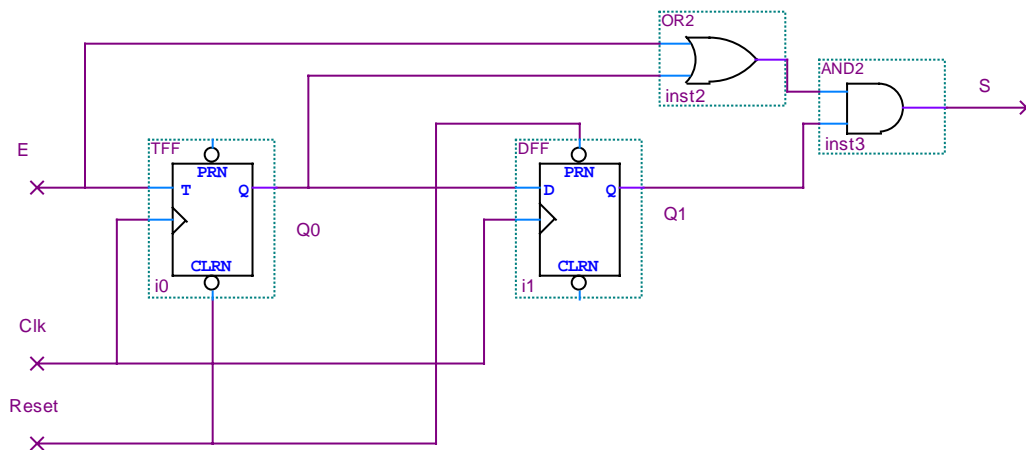 OR2
inst2
AND2
inst3
S
E
TFF
PRN
T Q
CLRN
i0
Q0
DFF
PRN
D Q
CLRN
i1
Q1
Clk
Reset